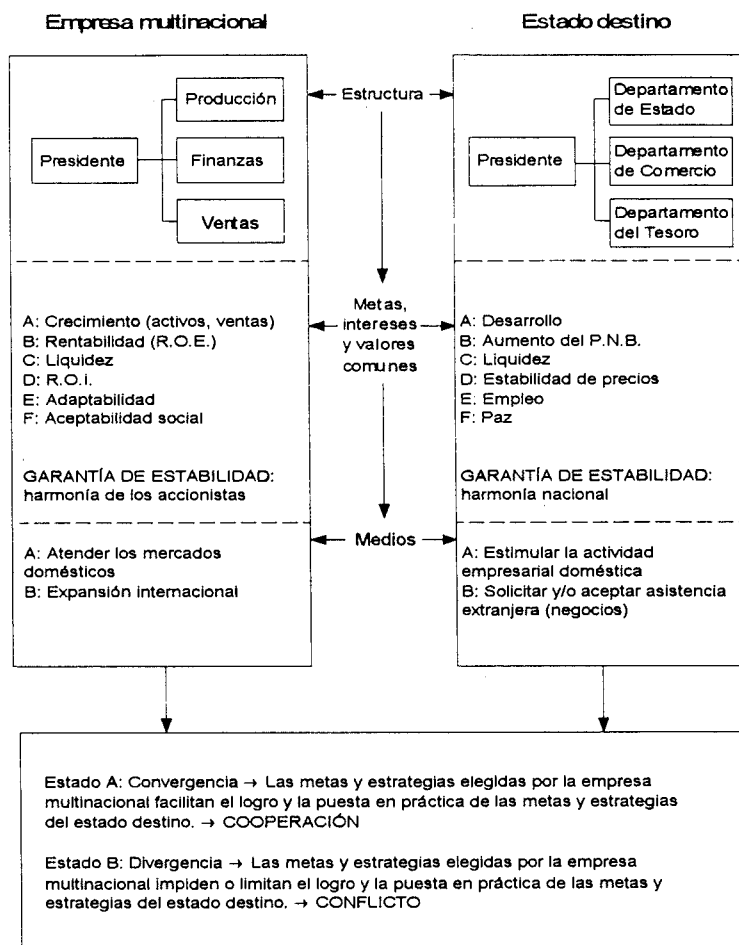 Empresa multinacional
Estado destino
Producción
Presidente
Finanzas
Ventas
Estructura
Departamento
de Estado
Presidente
Departamento
de Comercio
Departamento
del Tesoro
A: Crecimiento (activos, ventas)
B: Rentabilidad (R.O.E.)
C: Liquidez
D: R.O.i.
E: Adaptabilidad
F: Aceptabilidad social
GARANTÍA DE ESTABILIDAD:
harmonía de los accionistas
Metas,
intereses
y valores
comunes
A: Desarrollo
B: Aumento del P.N.B.
C: Liquidez
D: Estabilidad de precios
E: Empleo
F: Paz
GARANTÍA DE ESTABILIDAD:
harmonía nacional
A: Atender los mercados
domésticos
B: Expansión internacional
Medios
A: Estimular la actividad
empresarial doméstica
B: Solicitar y/o aceptar asistencia
extranjera (negocios)
Estado A: Convergencia → Las metas y estrategias elegidas por la empresa
multinacional facilitan el logro y la puesta en práctica de las metas y estrategias
del estado destino. → COOPERACIÓN
Estado B: Divergencia → Las metas y estrategias elegidas por la empresa
multinacional impiden o limitan el logro y la puesta en práctica de las metas y
estrategias del estado destino. → CONFLICTO